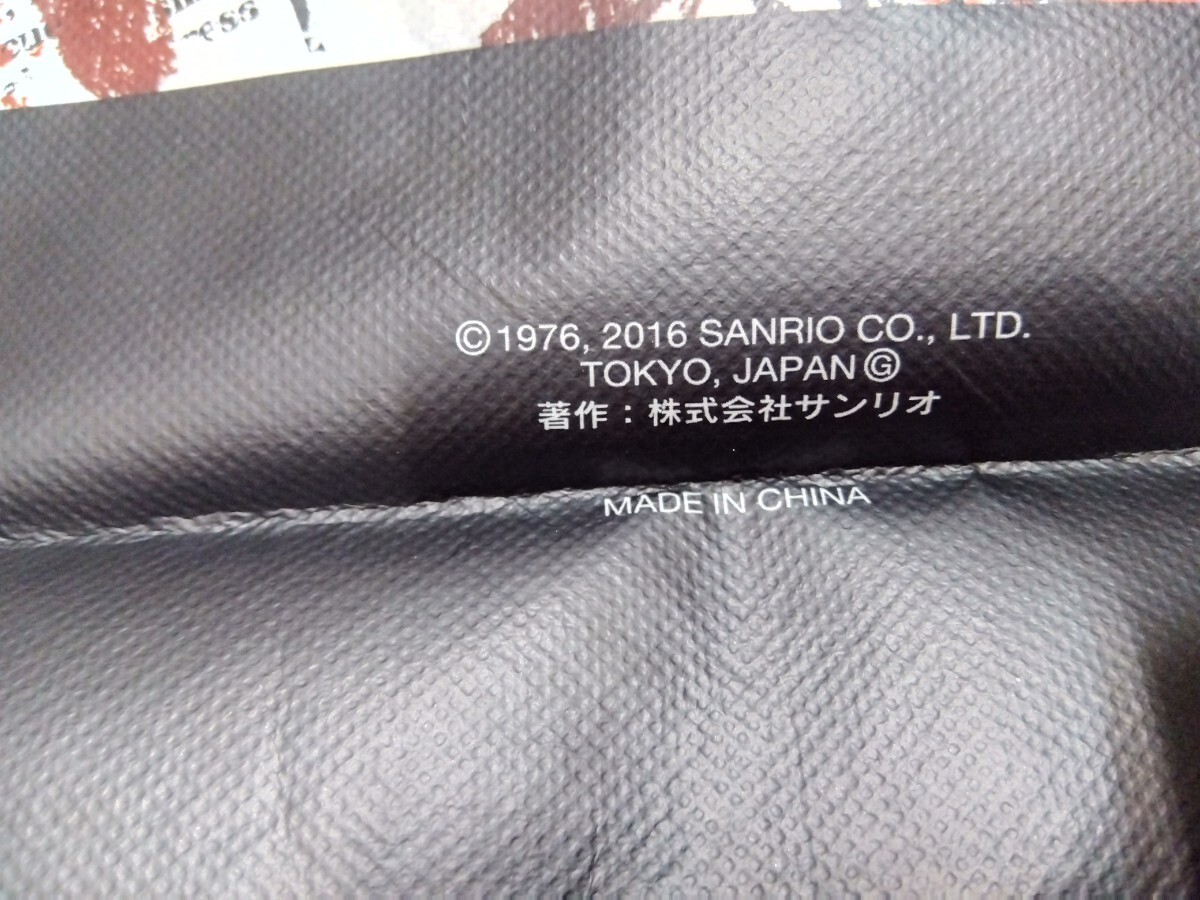 ©1976, 2016 SANRIO CO., LTD.
TOKYO, JAPANⒼ
著作：株式会社サンリオ
MADE IN CHINA